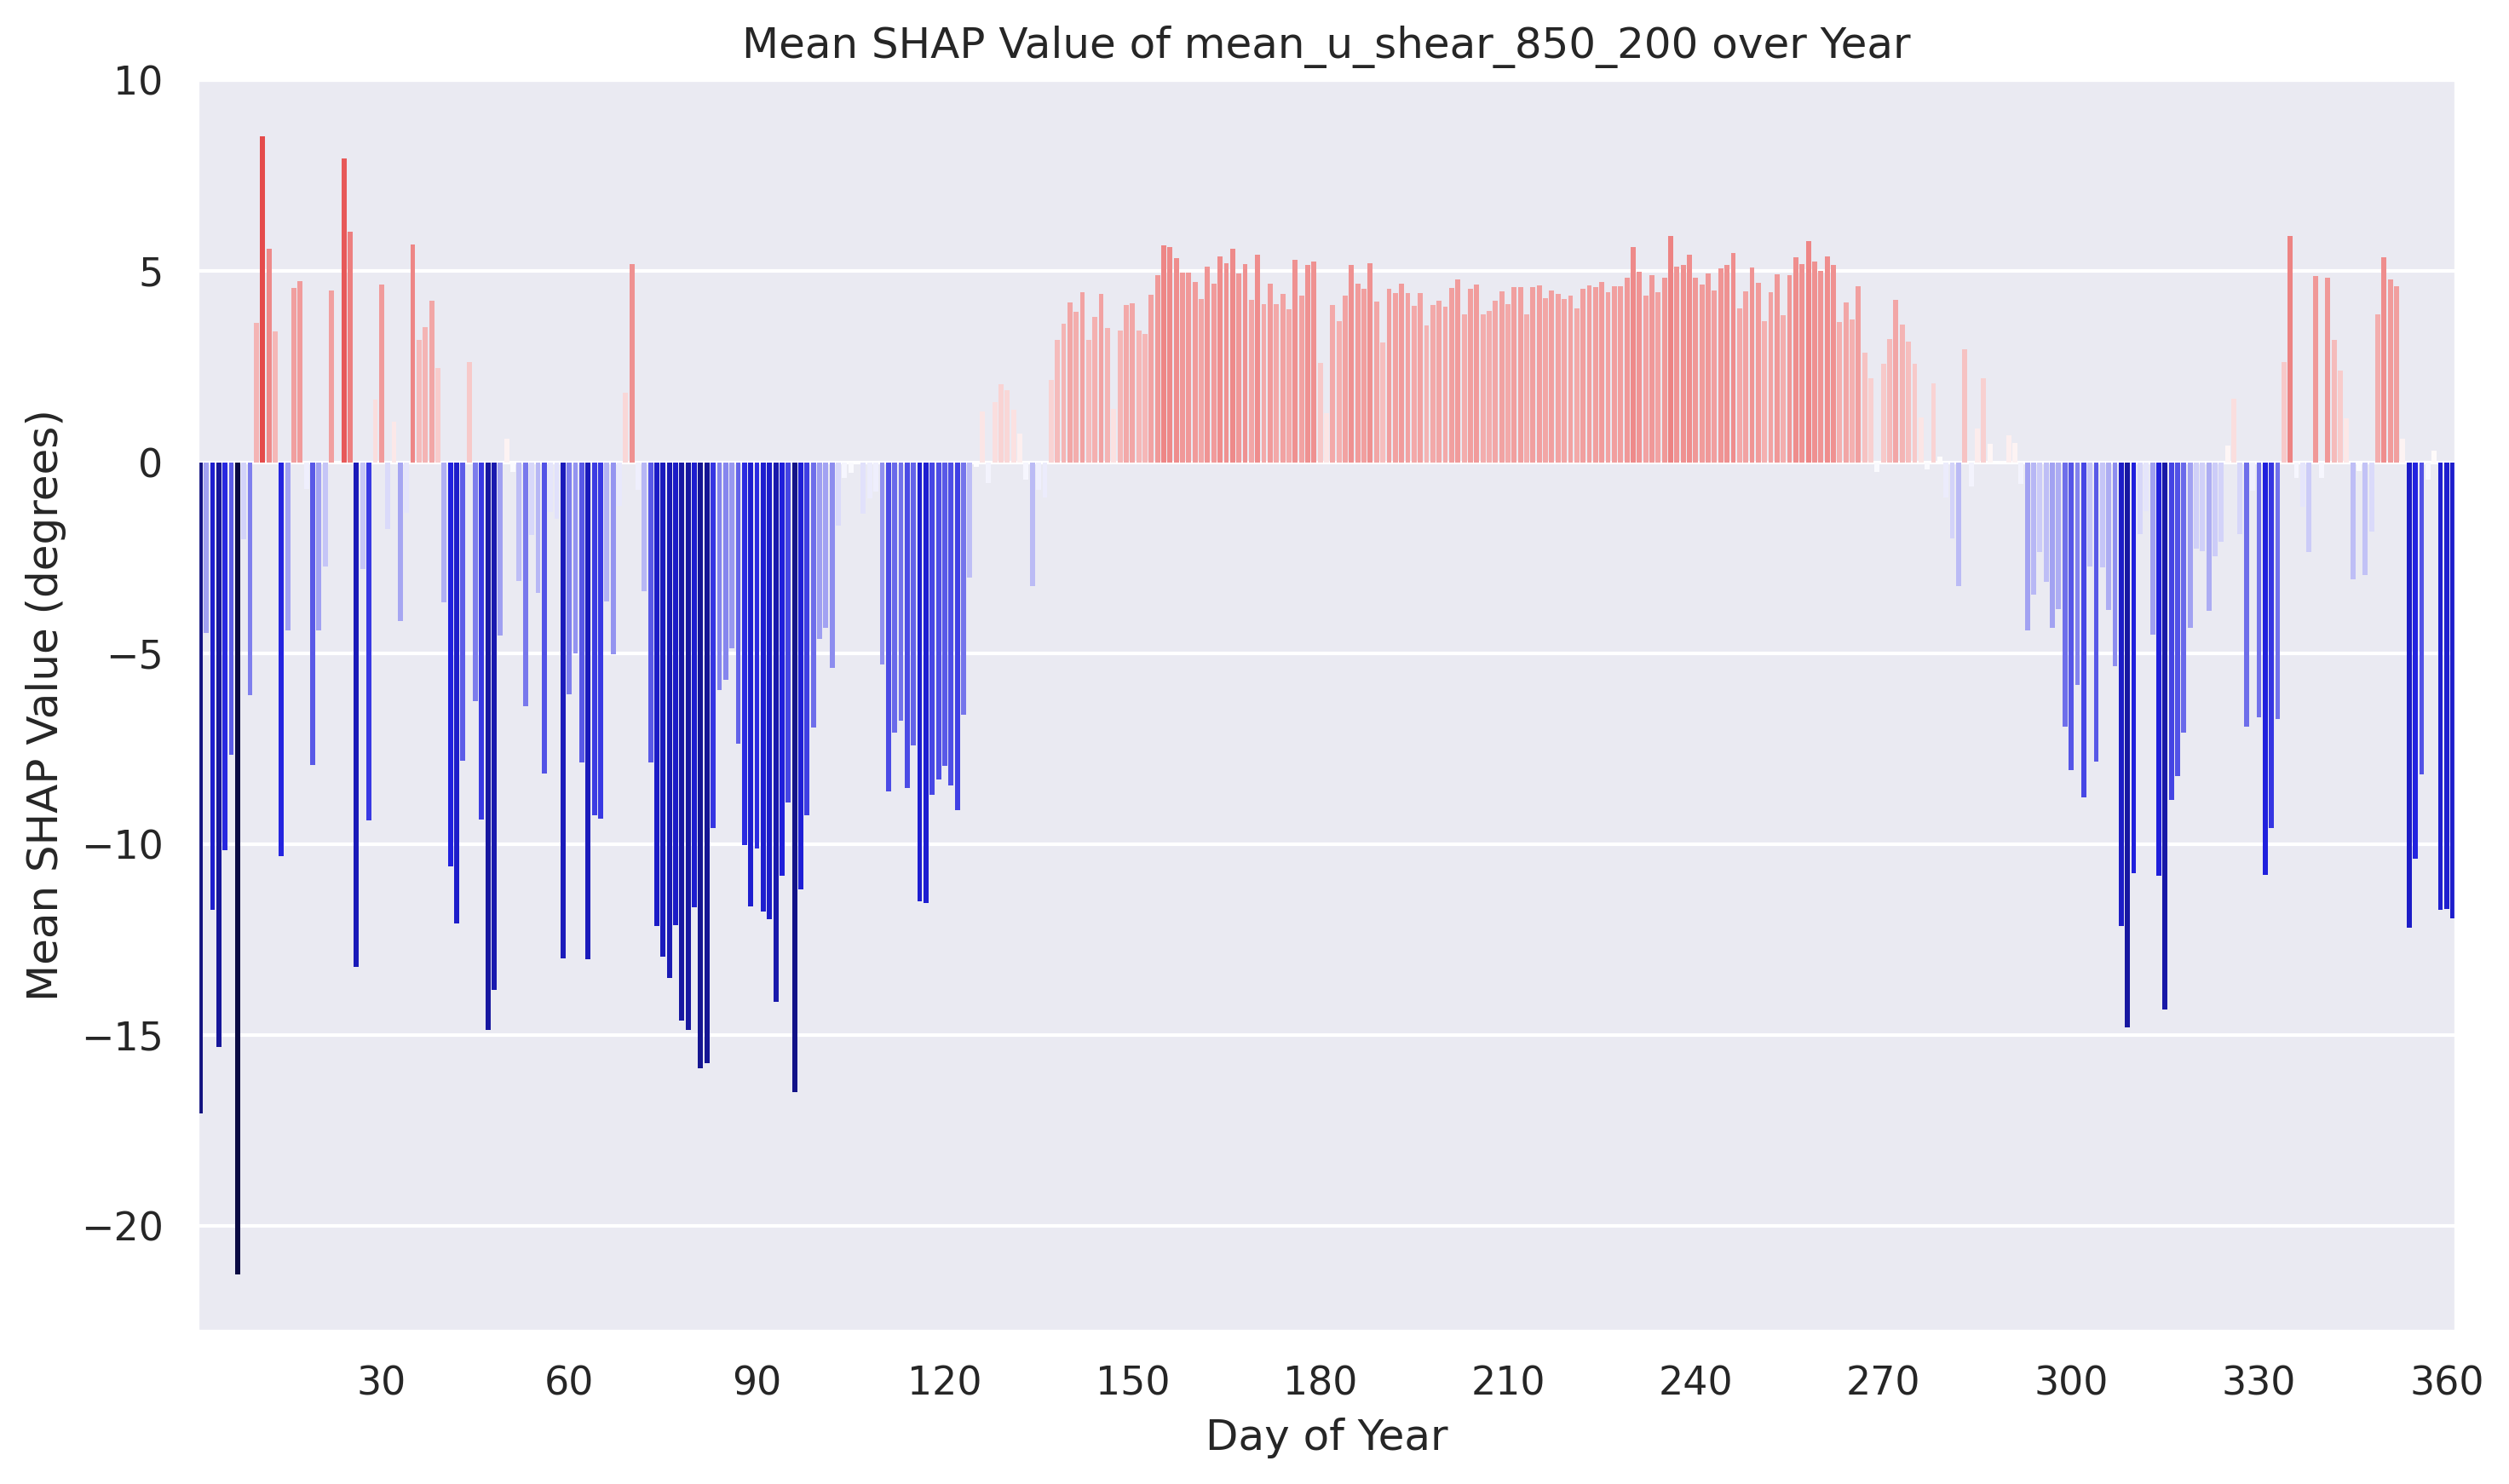 Mean SHAP Value of mean_u_shear_850_200 over Year
Mean SHAP Value (degrees)
10
5
0
−5
−10
−15
−20
30 60 90 120 150 180 210 240 270 300 330 360
Day of Year